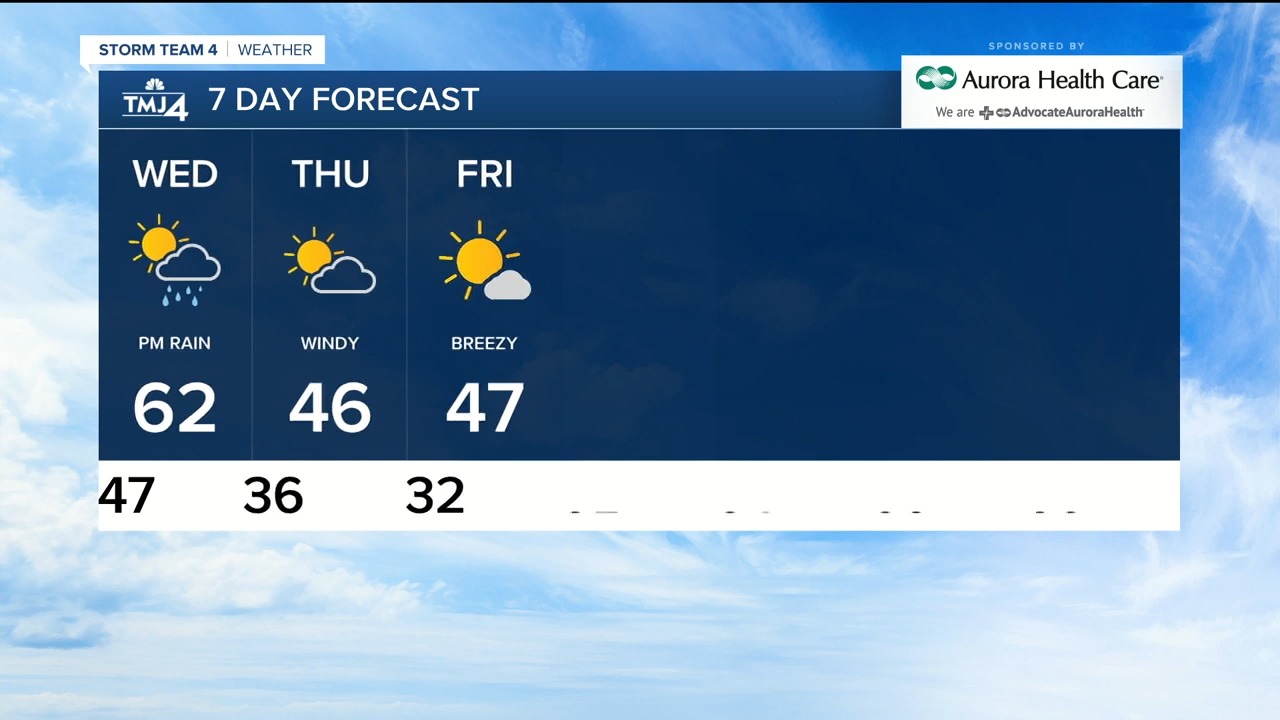 SPONSORED BY
STORM TEAM 4 | WEATHER
Aurora Health Care
We are AdvocateAuroraHealth
TMJ4 7 DAY FORECAST
WED THU FRI
PM RAIN WINDY BREEZY
62 46 47
47 36 32